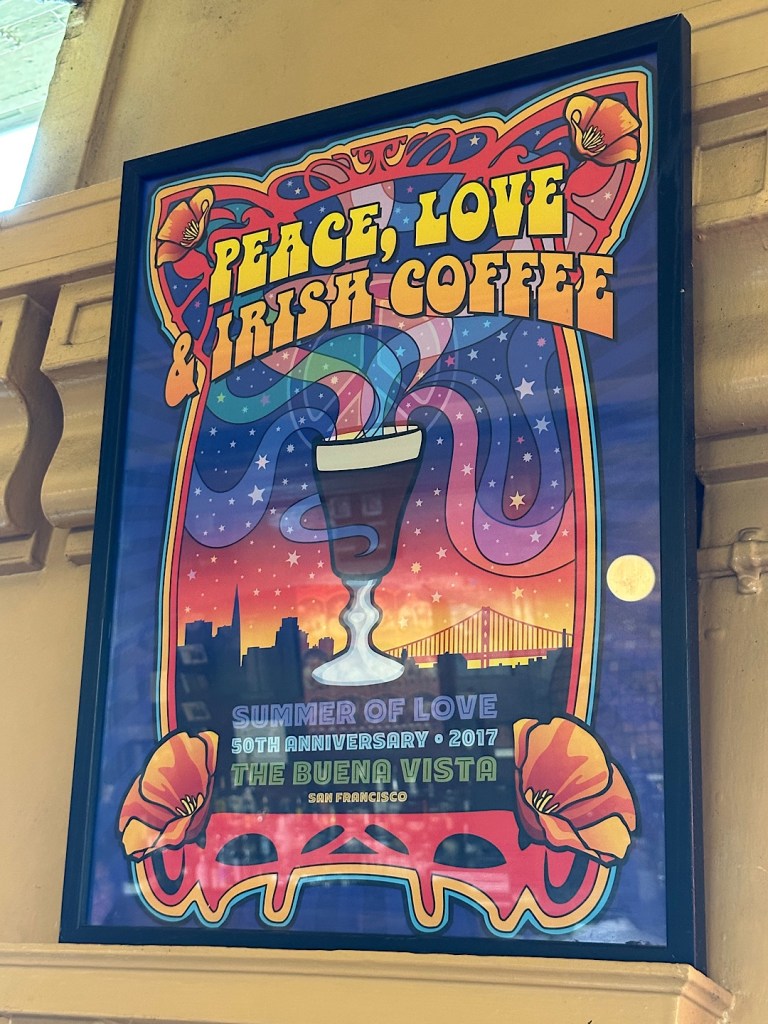 PEACE, LOVE
& IRISH COFFEE
SUMMER OF LOVE
50TH ANNIVERSARY • 2017
THE BUENA VISTA
SAN FRANCISCO